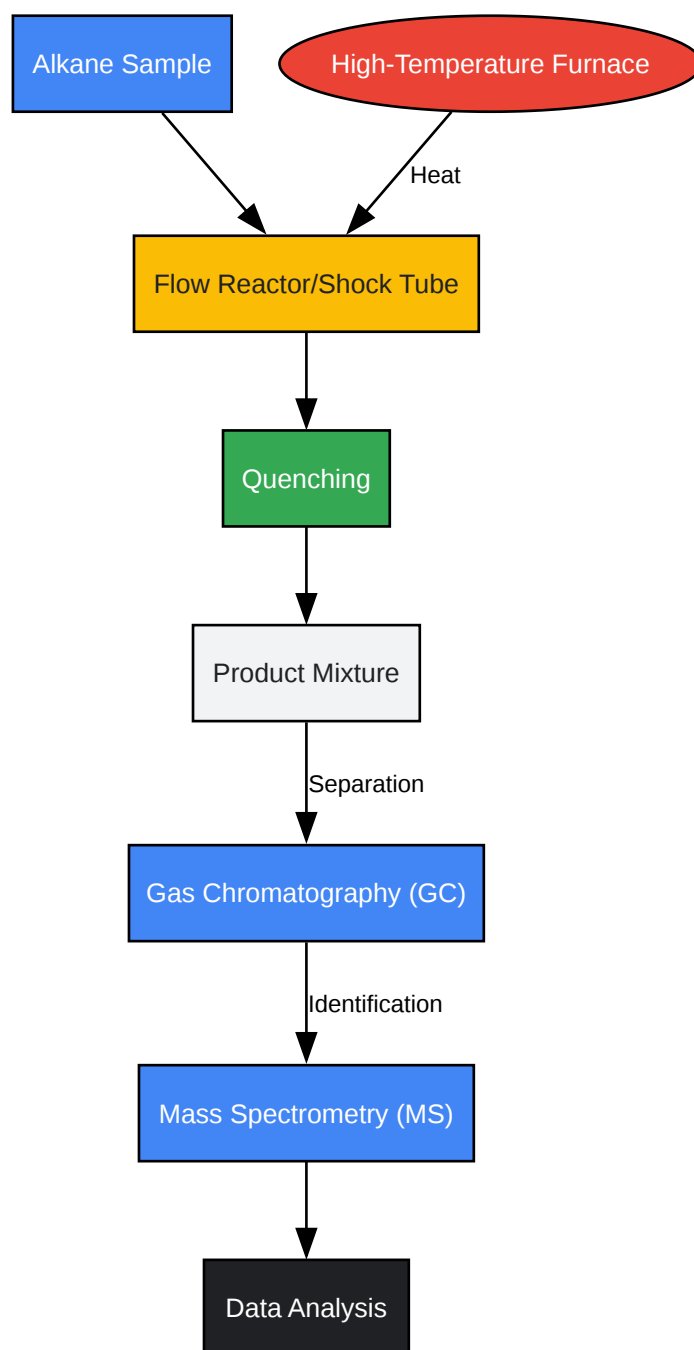 Alkane Sample
High-Temperature Furnace
Heat
Flow Reactor/Shock Tube
Quenching
Product Mixture
Separation
Gas Chromatography (GC)
Identification
Mass Spectrometry (MS)
Data Analysis